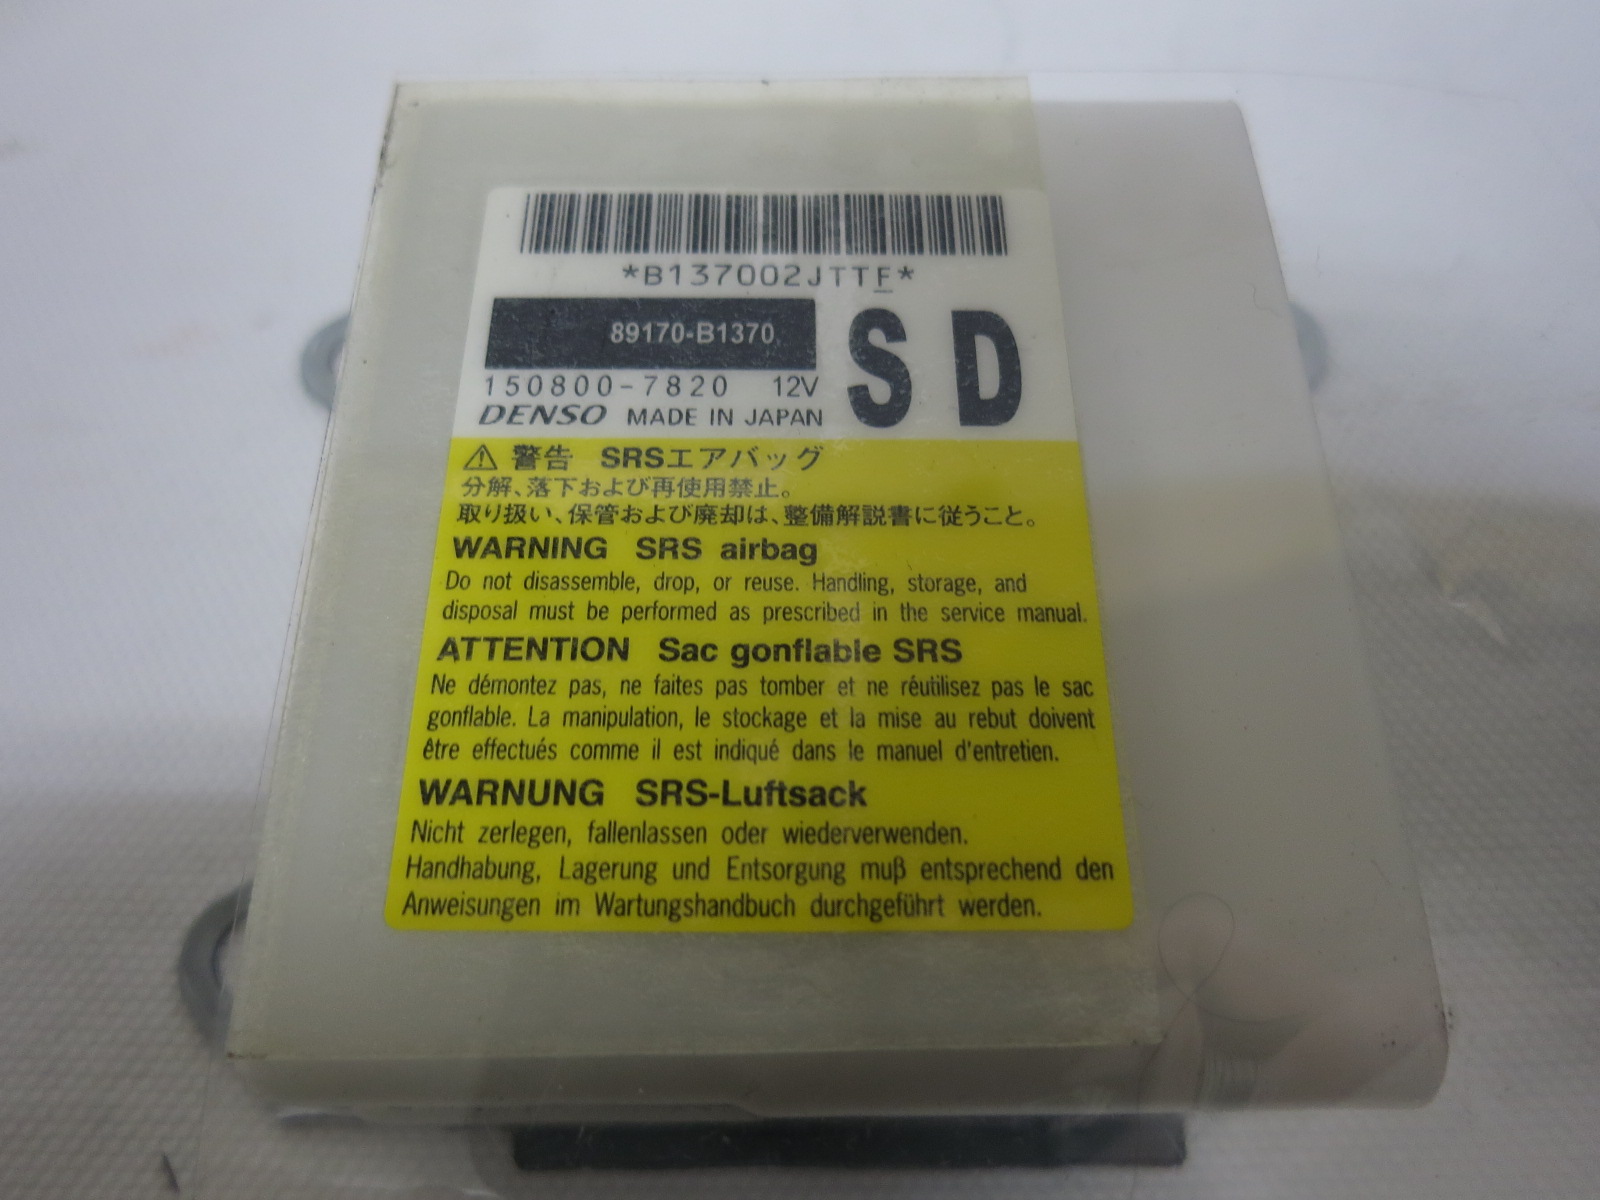 *B137002JTTF*
89170-B1370
S D
150800-7820 12V
DENSO MADE IN JAPAN
⚠ 警告 SRSエアバッグ
分解、落下および再使用禁止。
取り扱い、保管および廃却は、整備解説書に従うこと。
WARNING SRS airbag
Do not disassemble, drop, or reuse. Handling, storage, and
disposal must be performed as prescribed in the service manual.
ATTENTION Sac gonflable SRS
Ne démontez pas, ne faites pas tomber et ne réutilisez pas le sac
gonflable. La manipulation, le stockage et la mise au rebut doivent
être effectués comme il est indiqué dans le manuel d'entretien.
WARNUNG SRS-Luftsack
Nicht zerlegen, fallenlassen oder wiederverwenden.
Handhabung, Lagerung und Entsorgung muß entsprechend den
Anweisungen im Wartungshandbuch durchgeführt werden.